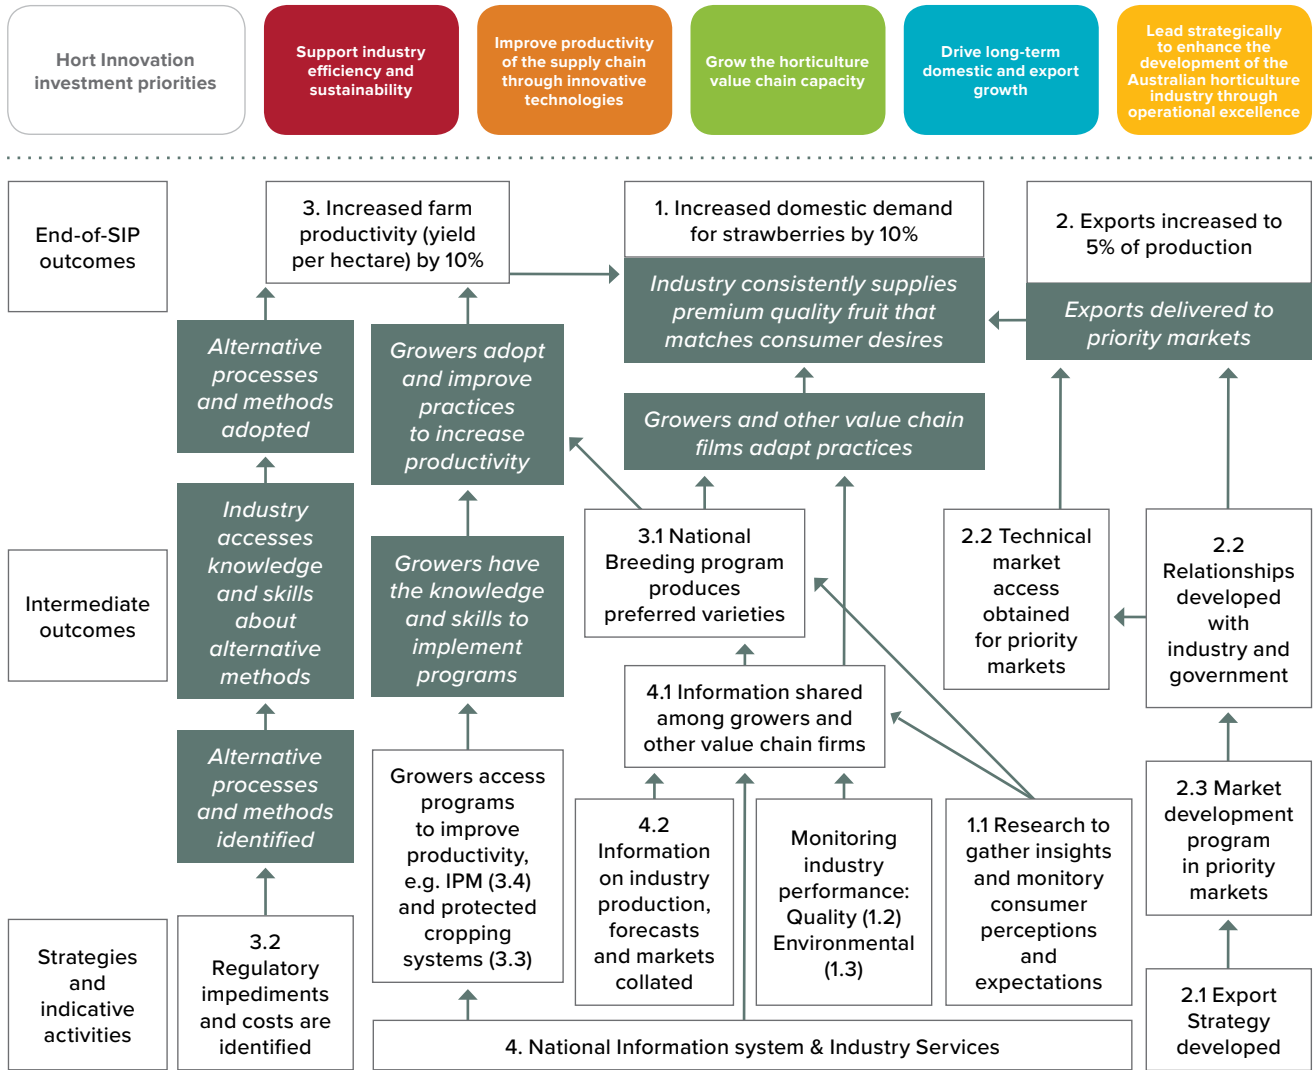 Hort Innovation
investment priorities
Support industry
efficiency and
sustainability
Improve productivity
of the supply chain
through innovative
technologies
Grow the horticulture
value chain capacity
Drive long-term
domestic and export
growth
Lead strategically
to enhance the
development of the
Australian horticulture
industry through
operational excellence
End-of-SIP
outcomes
3. Increased farm
productivity (yield
per hectare) by 10%
1. Increased domestic demand
for strawberries by 10%
Industry consistently supplies
premium quality fruit that
matches consumer desires
2. Exports increased to
5% of production
Exports delivered to
priority markets
Alternative
processes
and methods
adopted
Growers adopt
and improve
practices
to increase
productivity
Growers and other value chain
films adapt practices
Intermediate
outcomes
Industry
accesses
knowledge
and skills
about
alternative
methods
Growers have
the knowledge
and skills to
implement
programs
3.1 National
Breeding program
produces
preferred varieties
2.2 Technical
market
access
obtained
for priority
markets
2.2
Relationships
developed
with
industry and
government
4.1 Information shared
among growers and
other value chain firms
Alternative
processes
and methods
identified
Growers access
programs
to improve
productivity,
e.g. IPM (3.4)
and protected
cropping
systems (3.3)
4.2
Information
on industry
production,
forecasts
and markets
collated
Monitoring
industry
performance:
Quality (1.2)
Environmental
(1.3)
1.1 Research to
gather insights
and monitory
consumer
perceptions
and
expectations
2.3 Market
development
program
in priority
markets
Strategies
and
indicative
activities
3.2
Regulatory
impediments
and costs are
identified
4. National Information system & Industry Services
2.1 Export
Strategy
developed